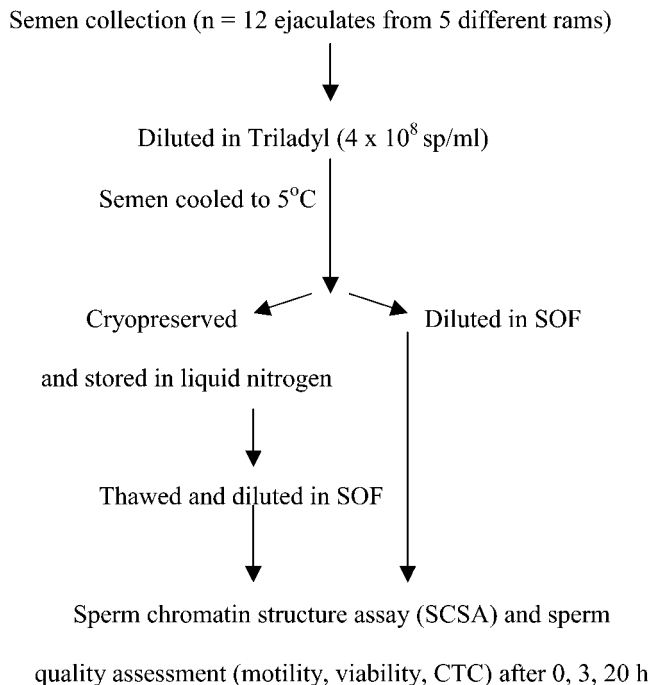 Semen collection (n = 12 ejaculates from 5 different rams)
Diluted in Triladyl (4 x 10⁸ sp/ml)
Semen cooled to 5°C
Cryopreserved
Diluted in SOF
and stored in liquid nitrogen
Thawed and diluted in SOF
Sperm chromatin structure assay (SCSA) and sperm
quality assessment (motility, viability, CTC) after 0, 3, 20 h